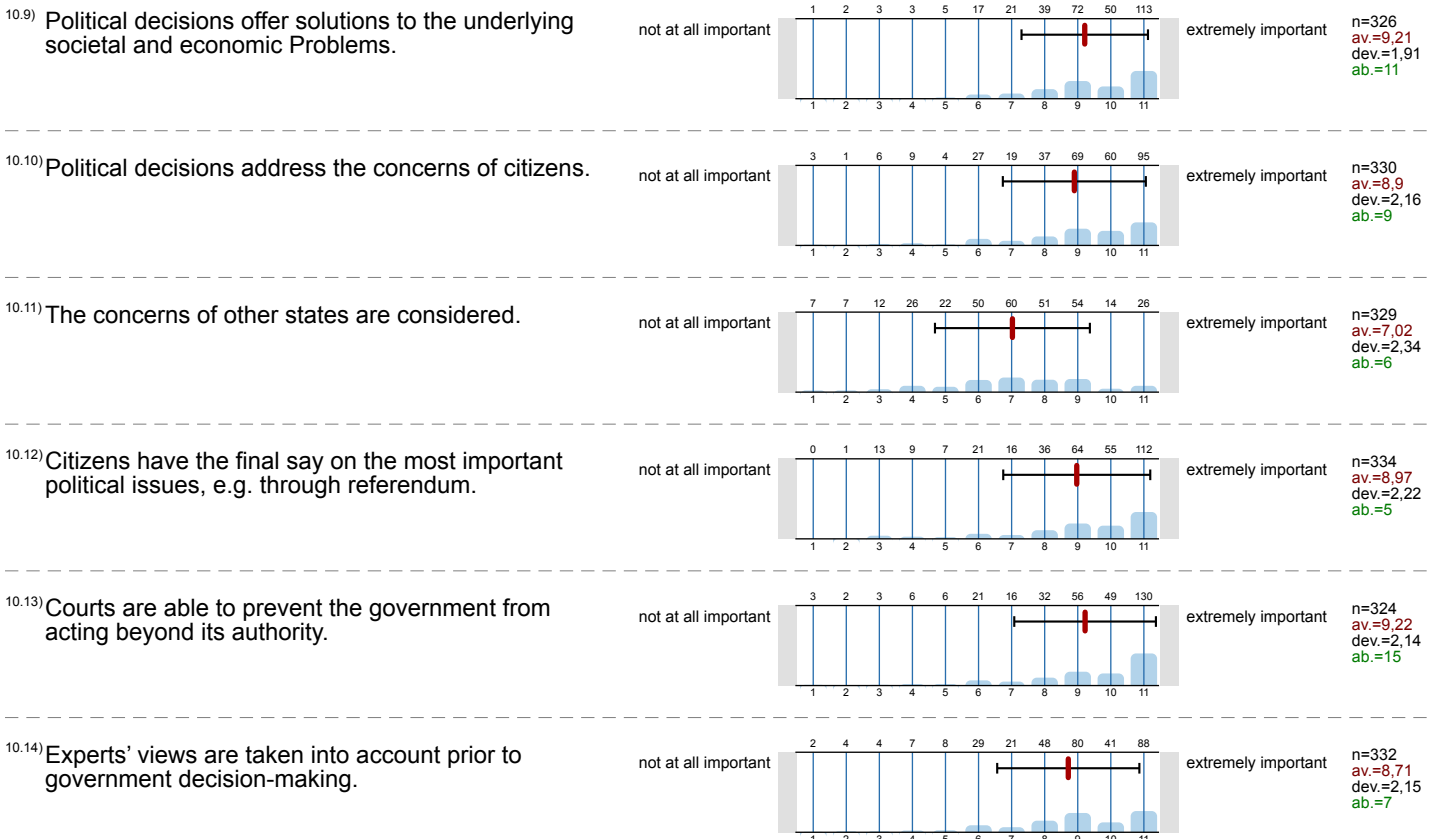 1 2 3 3 5 17 21 39 72 50 113
10.9) Political decisions offer solutions to the underlying
societal and economic Problems.
not at all important
extremely important
n=326
av.=9,21
dev.=1,91
ab.=11
1 2 3 4 5 6 7 8 9 10 11
3 1 6 9 4 27 19 37 69 60 95
10.10) Political decisions address the concerns of citizens.
not at all important
extremely important
n=330
av.=8,9
dev.=2,16
ab.=9
1 2 3 4 5 6 7 8 9 10 11
7 7 12 26 22 50 60 51 54 14 26
10.11) The concerns of other states are considered.
not at all important
extremely important
n=329
av.=7,02
dev.=2,34
ab.=6
1 2 3 4 5 6 7 8 9 10 11
0 1 13 9 7 21 16 36 64 55 112
10.12) Citizens have the final say on the most important
political issues, e.g. through referendum.
not at all important
extremely important
n=334
av.=8,97
dev.=2,22
ab.=5
1 2 3 4 5 6 7 8 9 10 11
3 2 3 6 6 21 16 32 56 49 130
10.13) Courts are able to prevent the government from
acting beyond its authority.
not at all important
extremely important
n=324
av.=9,22
dev.=2,14
ab.=15
1 2 3 4 5 6 7 8 9 10 11
2 4 4 7 8 29 21 48 80 41 88
10.14) Experts’ views are taken into account prior to
government decision-making.
not at all important
extremely important
n=332
av.=8,71
dev.=2,15
ab.=7
1 2 3 4 5 6 7 8 9 10 11